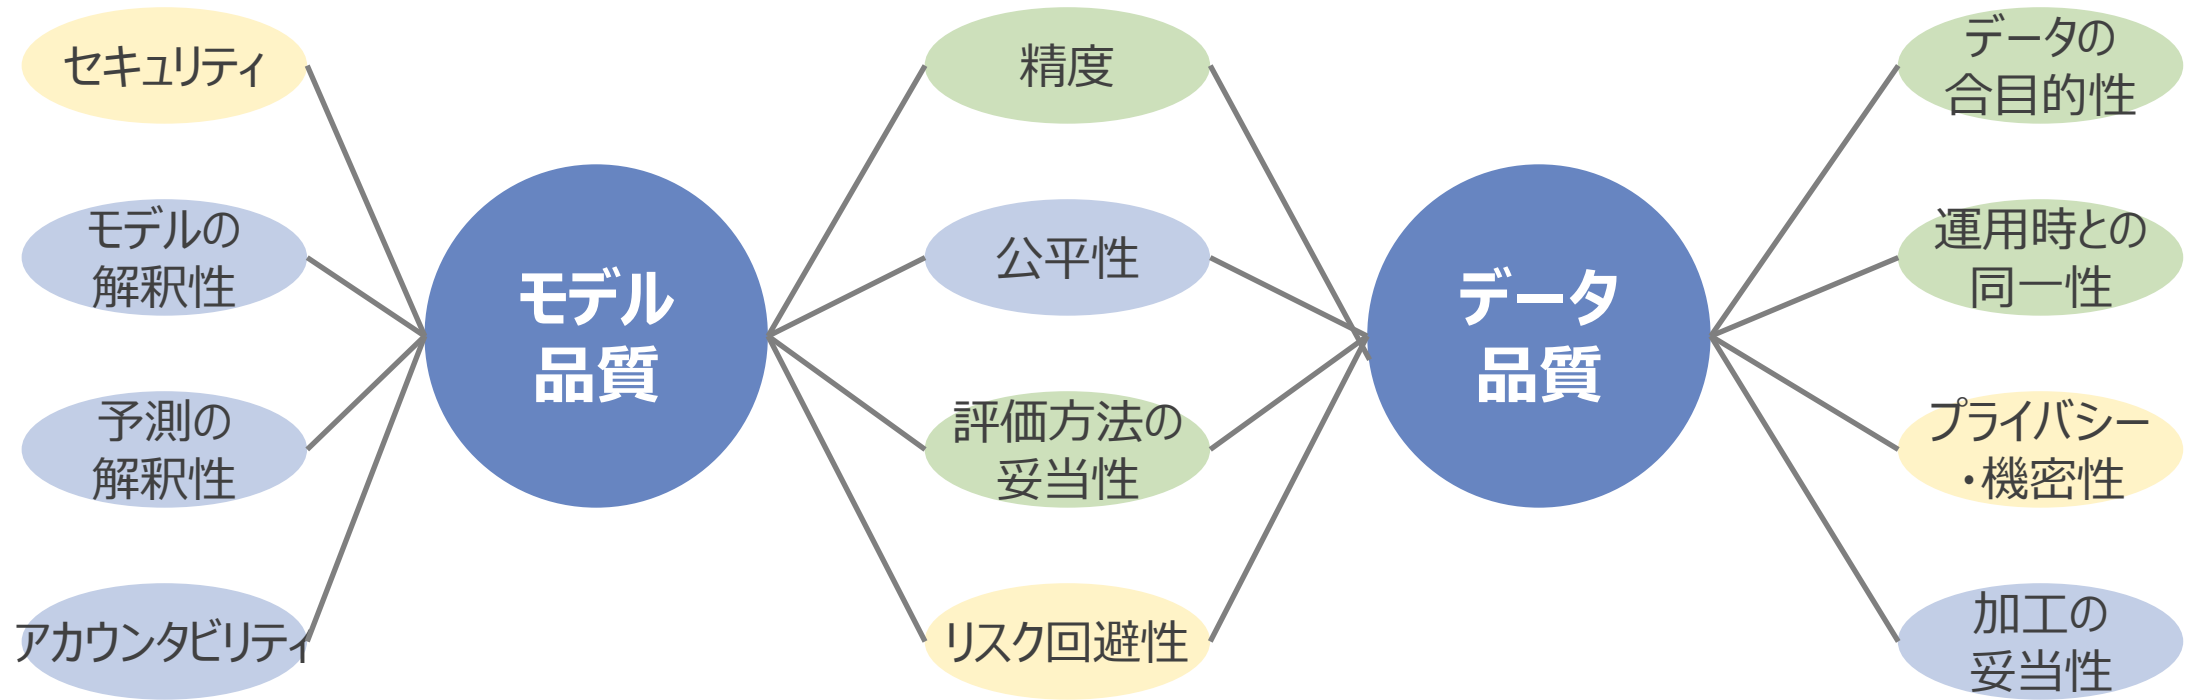 セキュリティ
モデルの
解釈性
予測の
解釈性
アカウンタビリティ
モデル
品質
精度
公平性
評価方法の
妥当性
リスク回避性
データ
品質
データの
合目的性
運用時との
同一性
プライバシー
・機密性
加工の
妥当性